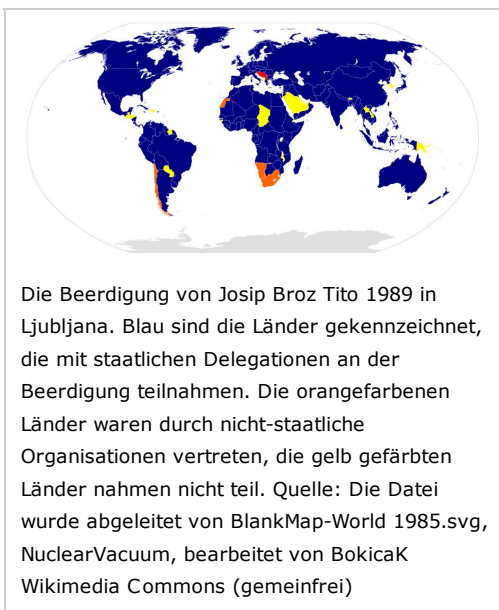 Die Beerdigung von Josip Broz Tito 1989 in
Ljubljana. Blau sind die Länder gekennzeichnet,
die mit staatlichen Delegationen an der
Beerdigung teilnahmen. Die orangefarbenen
Länder waren durch nicht-staatliche
Organisationen vertreten, die gelb gefärbten
Länder nahmen nicht teil. Quelle: Die Datei
wurde abgeleitet von BlankMap-World 1985.svg,
NuclearVacuum, bearbeitet von BokicaK
Wikimedia Commons (gemeinfrei)